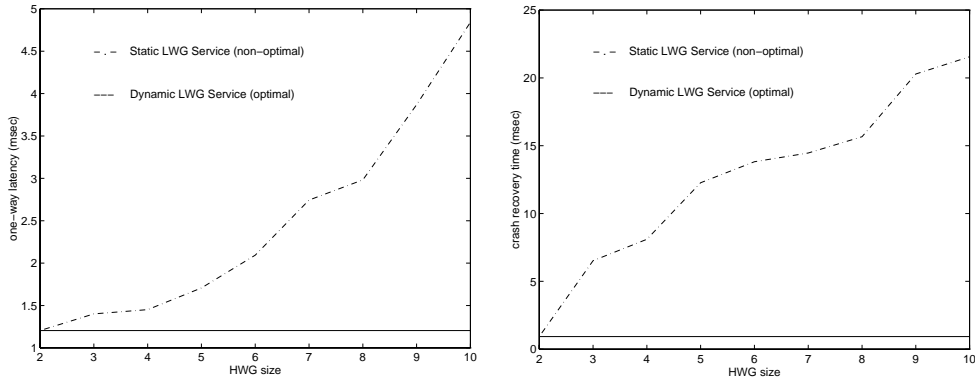 5
4.5
4
3.5
3
2.5
2
1.5
1
one−way latency (msec)
Static LWG Service (non−optimal)
Dynamic LWG Service (optimal)
2 3 4 5 6 7 8 9 10
HWG size
25
20
15
10
5
0
crash recovery time (msec)
Static LWG Service (non−optimal)
Dynamic LWG Service (optimal)
2 3 4 5 6 7 8 9 10
HWG size